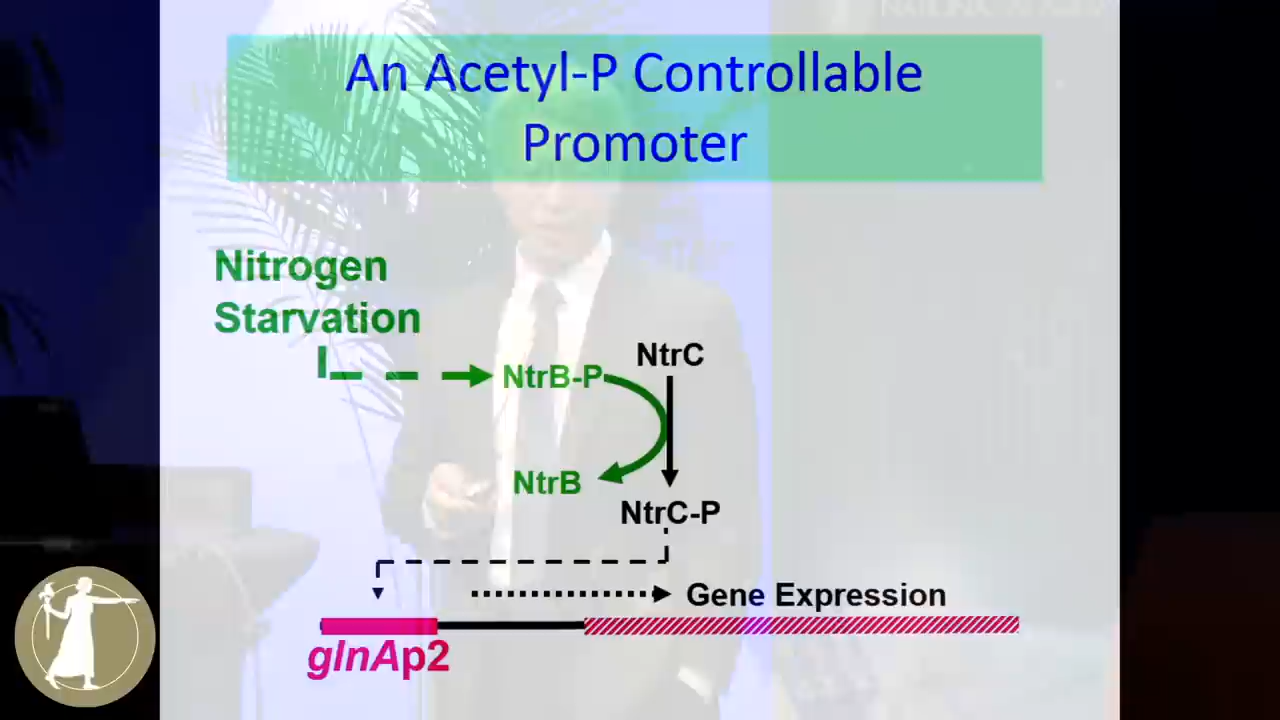 An Acetyl-P Controllable
Promoter
Nitrogen
Starvation
NtrC
NtrB-P
NtrB
NtrC-P
Gene Expression
glnAp2